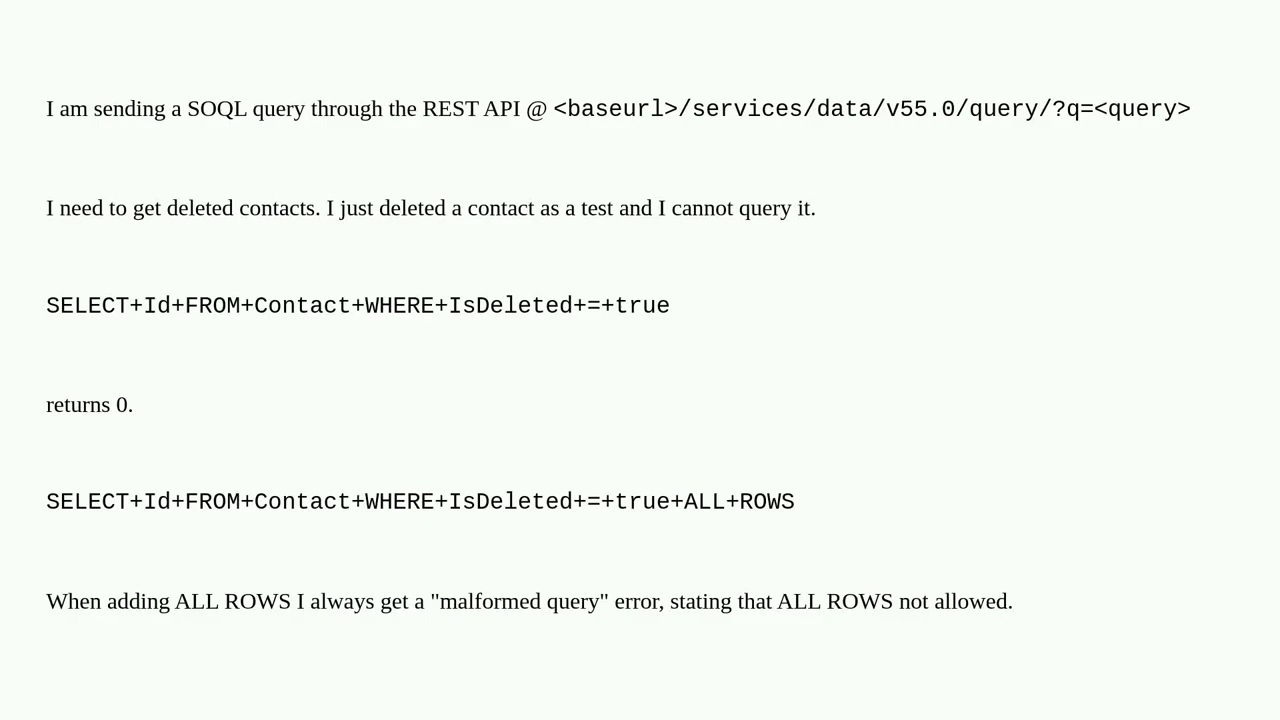 I am sending a SOQL query through the REST API @ <baseurl>/services/data/v55.0/query/?q=<query>
I need to get deleted contacts. I just deleted a contact as a test and I cannot query it.
SELECT+Id+FROM+Contact+WHERE+IsDeleted+=+true
returns 0.
SELECT+Id+FROM+Contact+WHERE+IsDeleted+=+true+ALL+ROWS
When adding ALL ROWS I always get a "malformed query" error, stating that ALL ROWS not allowed.